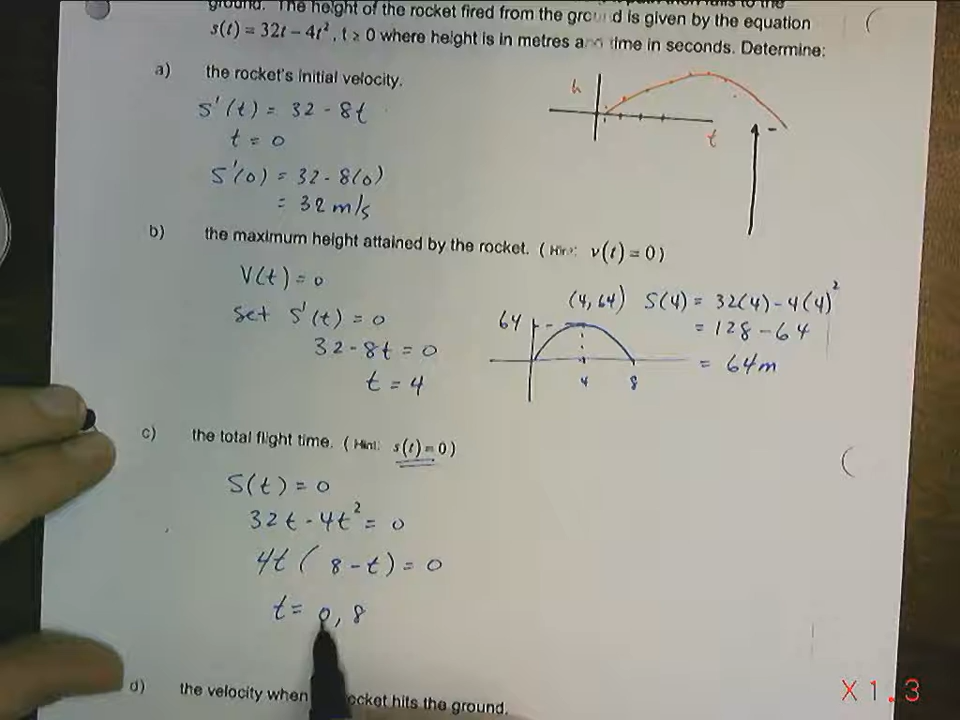 ground. The height of the rocket fired from the ground is given by the equation
s(t) = 32t − 4t², t ≥ 0 where height is in metres and time in seconds. Determine:
a) the rocket's initial velocity.
S'(t) = 32 - 8t
t = 0
S'(0) = 32 - 8(0)
= 32 m/s
h
t
b) the maximum height attained by the rocket. (Hint: v(t) = 0)
V(t) = 0
set S'(t) = 0
32 - 8t = 0
t = 4
(4, 64)
64
4 8
S(4) = 32(4) - 4(4)²
= 128 - 64
= 64m
c) the total flight time. (Hint: s(t) = 0)
S(t) = 0
32t - 4t² = 0
4t ( 8 - t) = 0
t = 0, 8
d) the velocity when rocket hits the ground.
X1.3